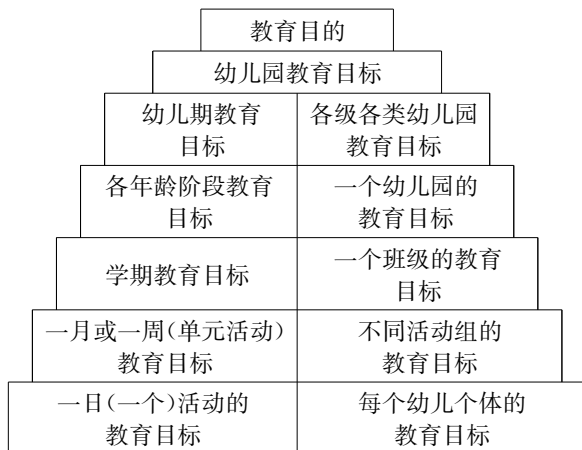 教育目的
幼儿园教育目标
幼儿期教育
目标
各级各类幼儿园
教育目标
各年龄阶段教育
目标
一个幼儿园的
教育目标
学期教育目标
一个班级的教育
目标
一月或一周(单元活动)
教育目标
不同活动组的
教育目标
一日(一个)活动的
教育目标
每个幼儿个体的
教育目标